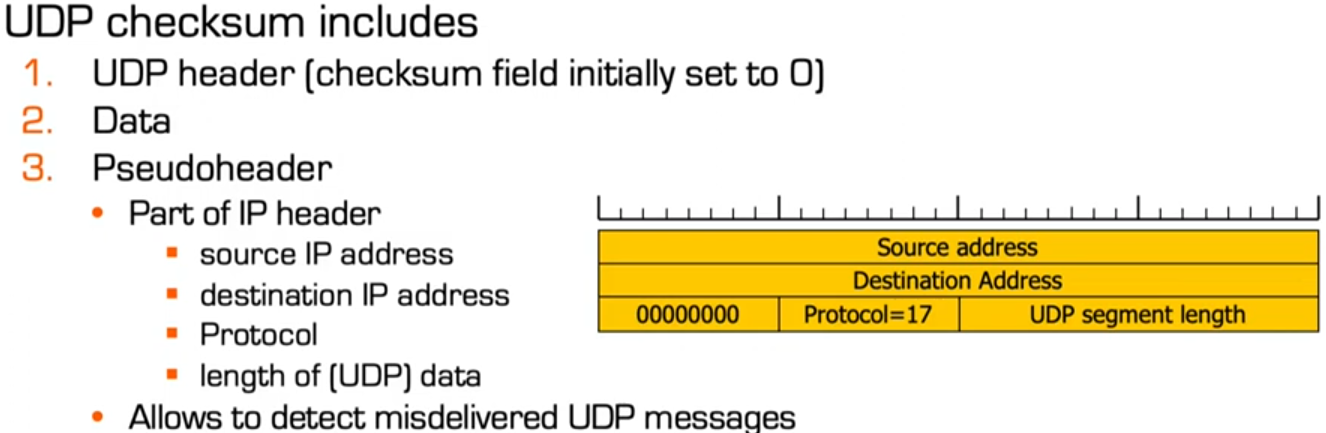 UDP checksum includes
1. UDP header (checksum field initially set to 0)
2. Data
3. Pseudoheader
• Part of IP header
▪ source IP address
▪ destination IP address
▪ Protocol
▪ length of (UDP) data
• Allows to detect misdelivered UDP messages
Source address
Destination Address
00000000 Protocol=17 UDP segment length